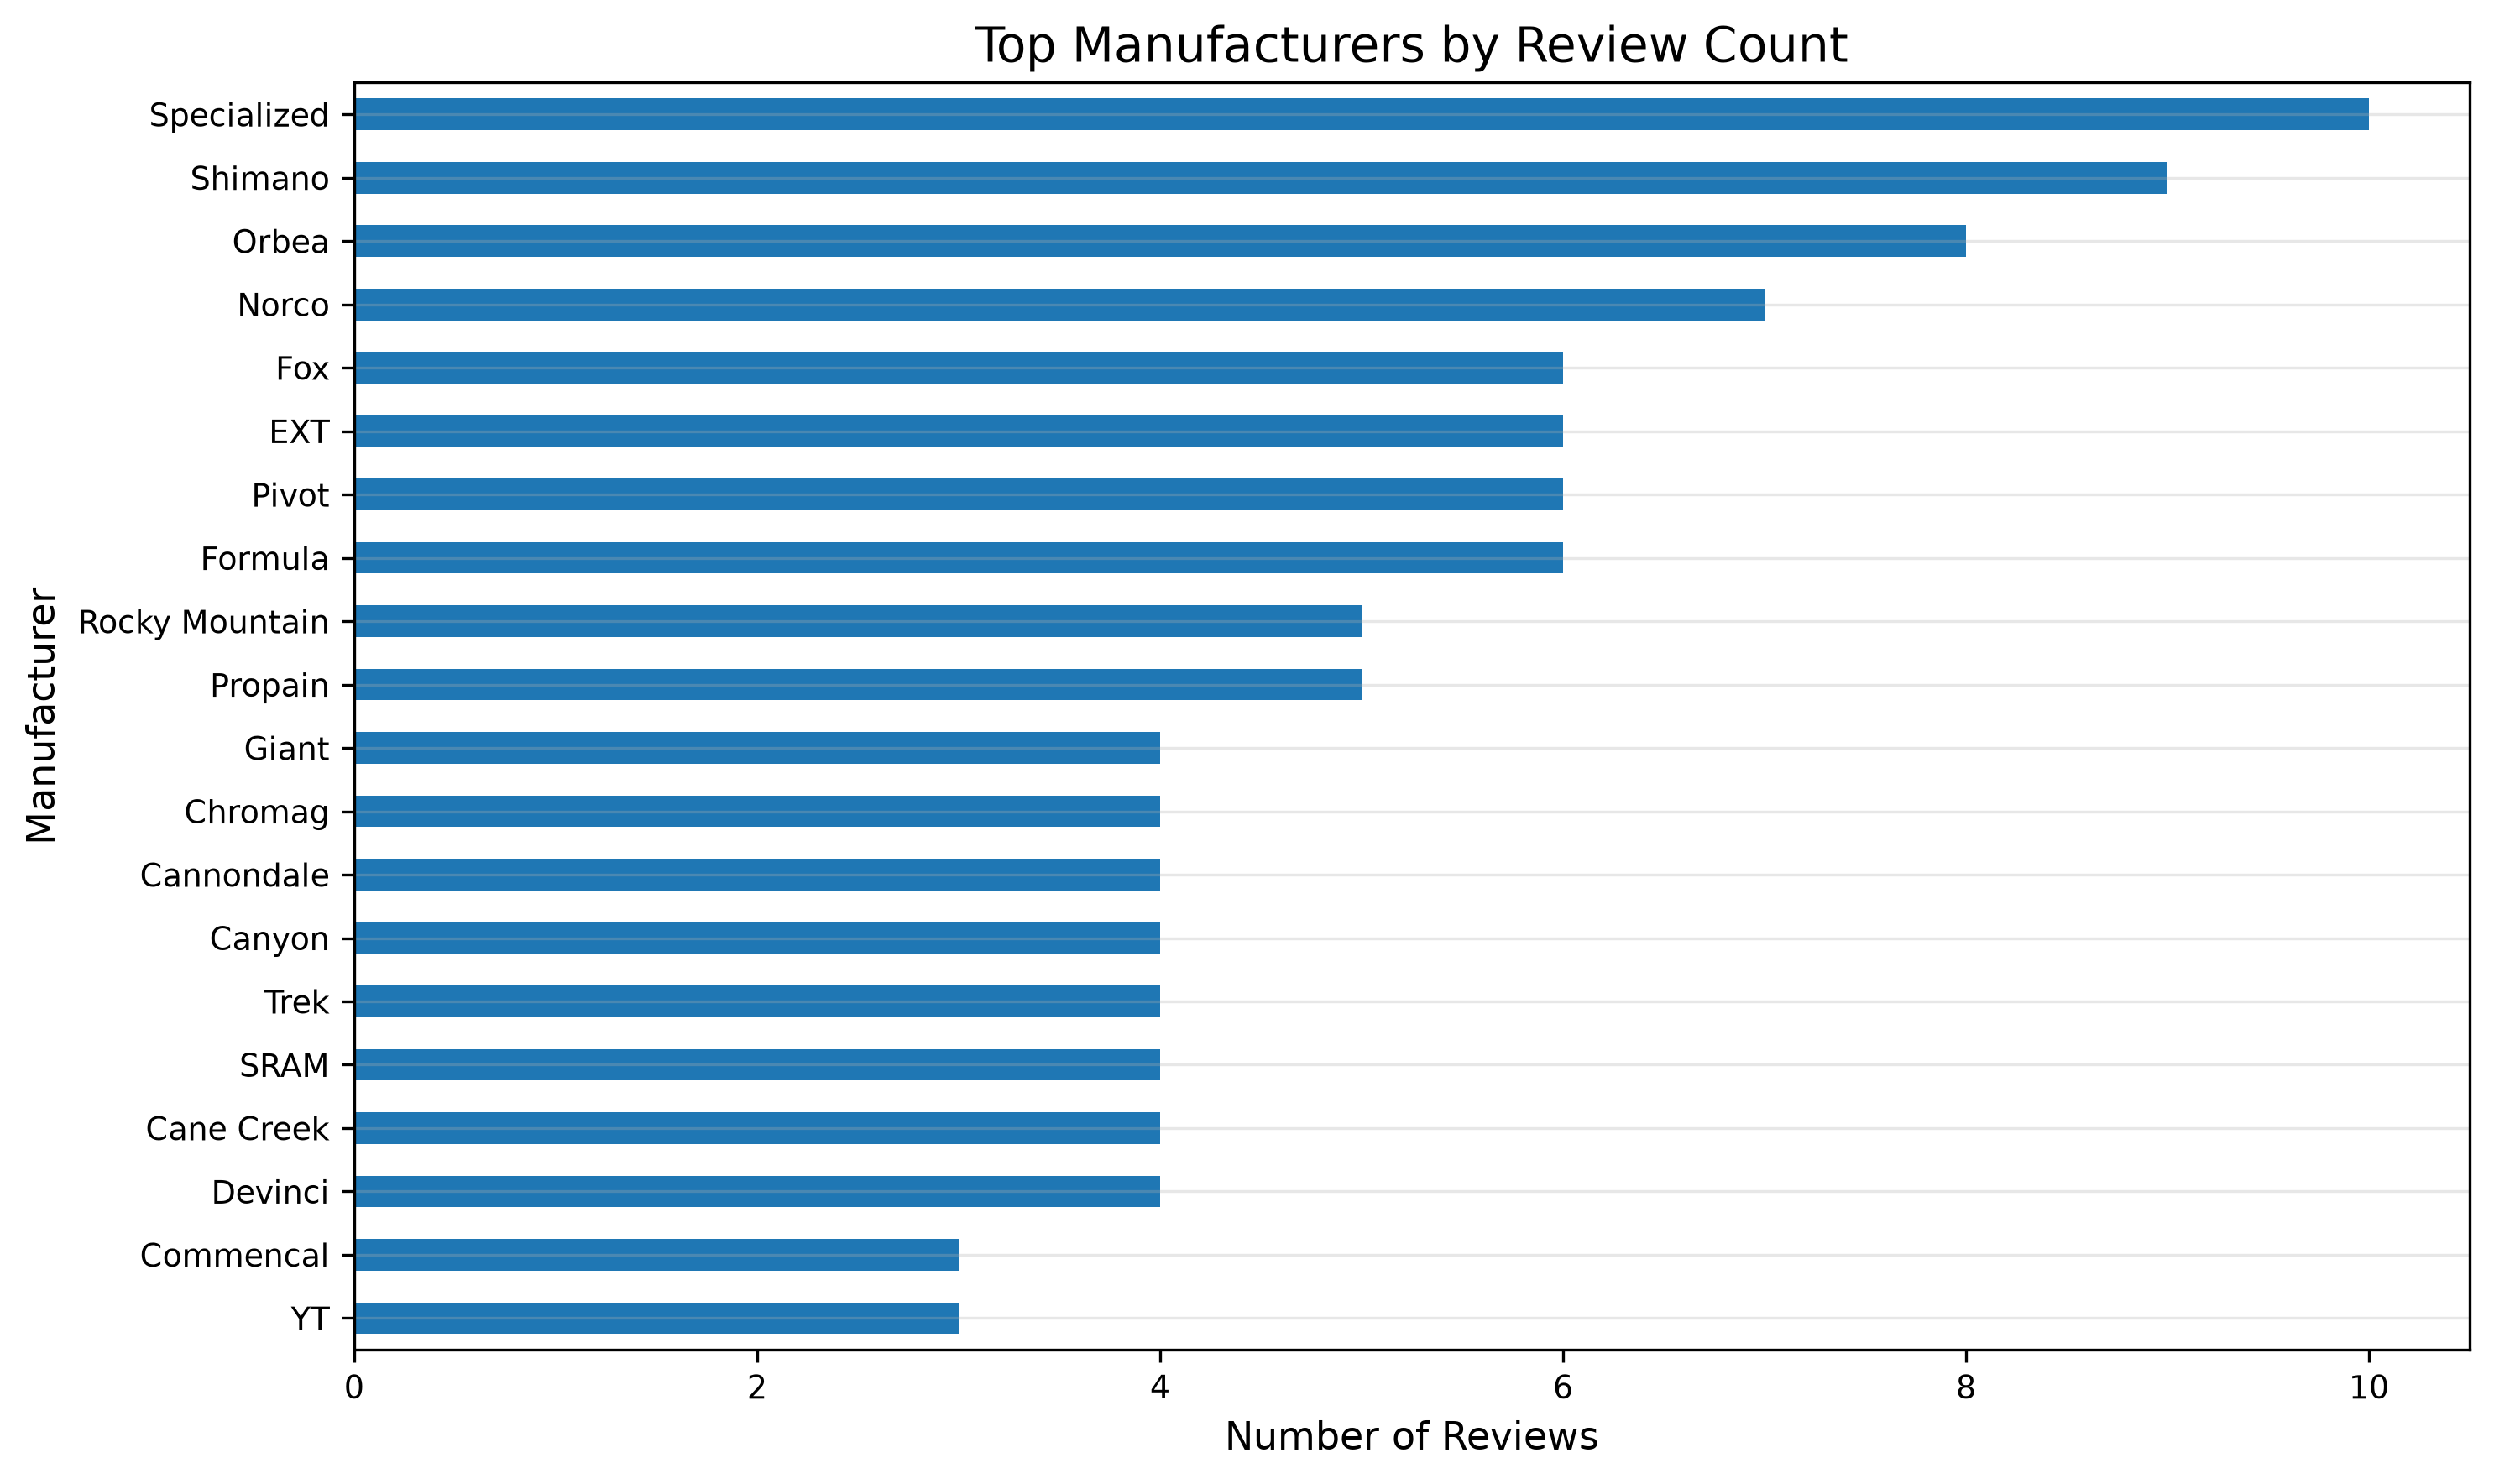 Top Manufacturers by Review Count
Manufacturer
Specialized
Shimano
Orbea
Norco
Fox
EXT
Pivot
Formula
Rocky Mountain
Propain
Giant
Chromag
Cannondale
Canyon
Trek
SRAM
Cane Creek
Devinci
Commencal
YT
0 2 4 6 8 10
Number of Reviews